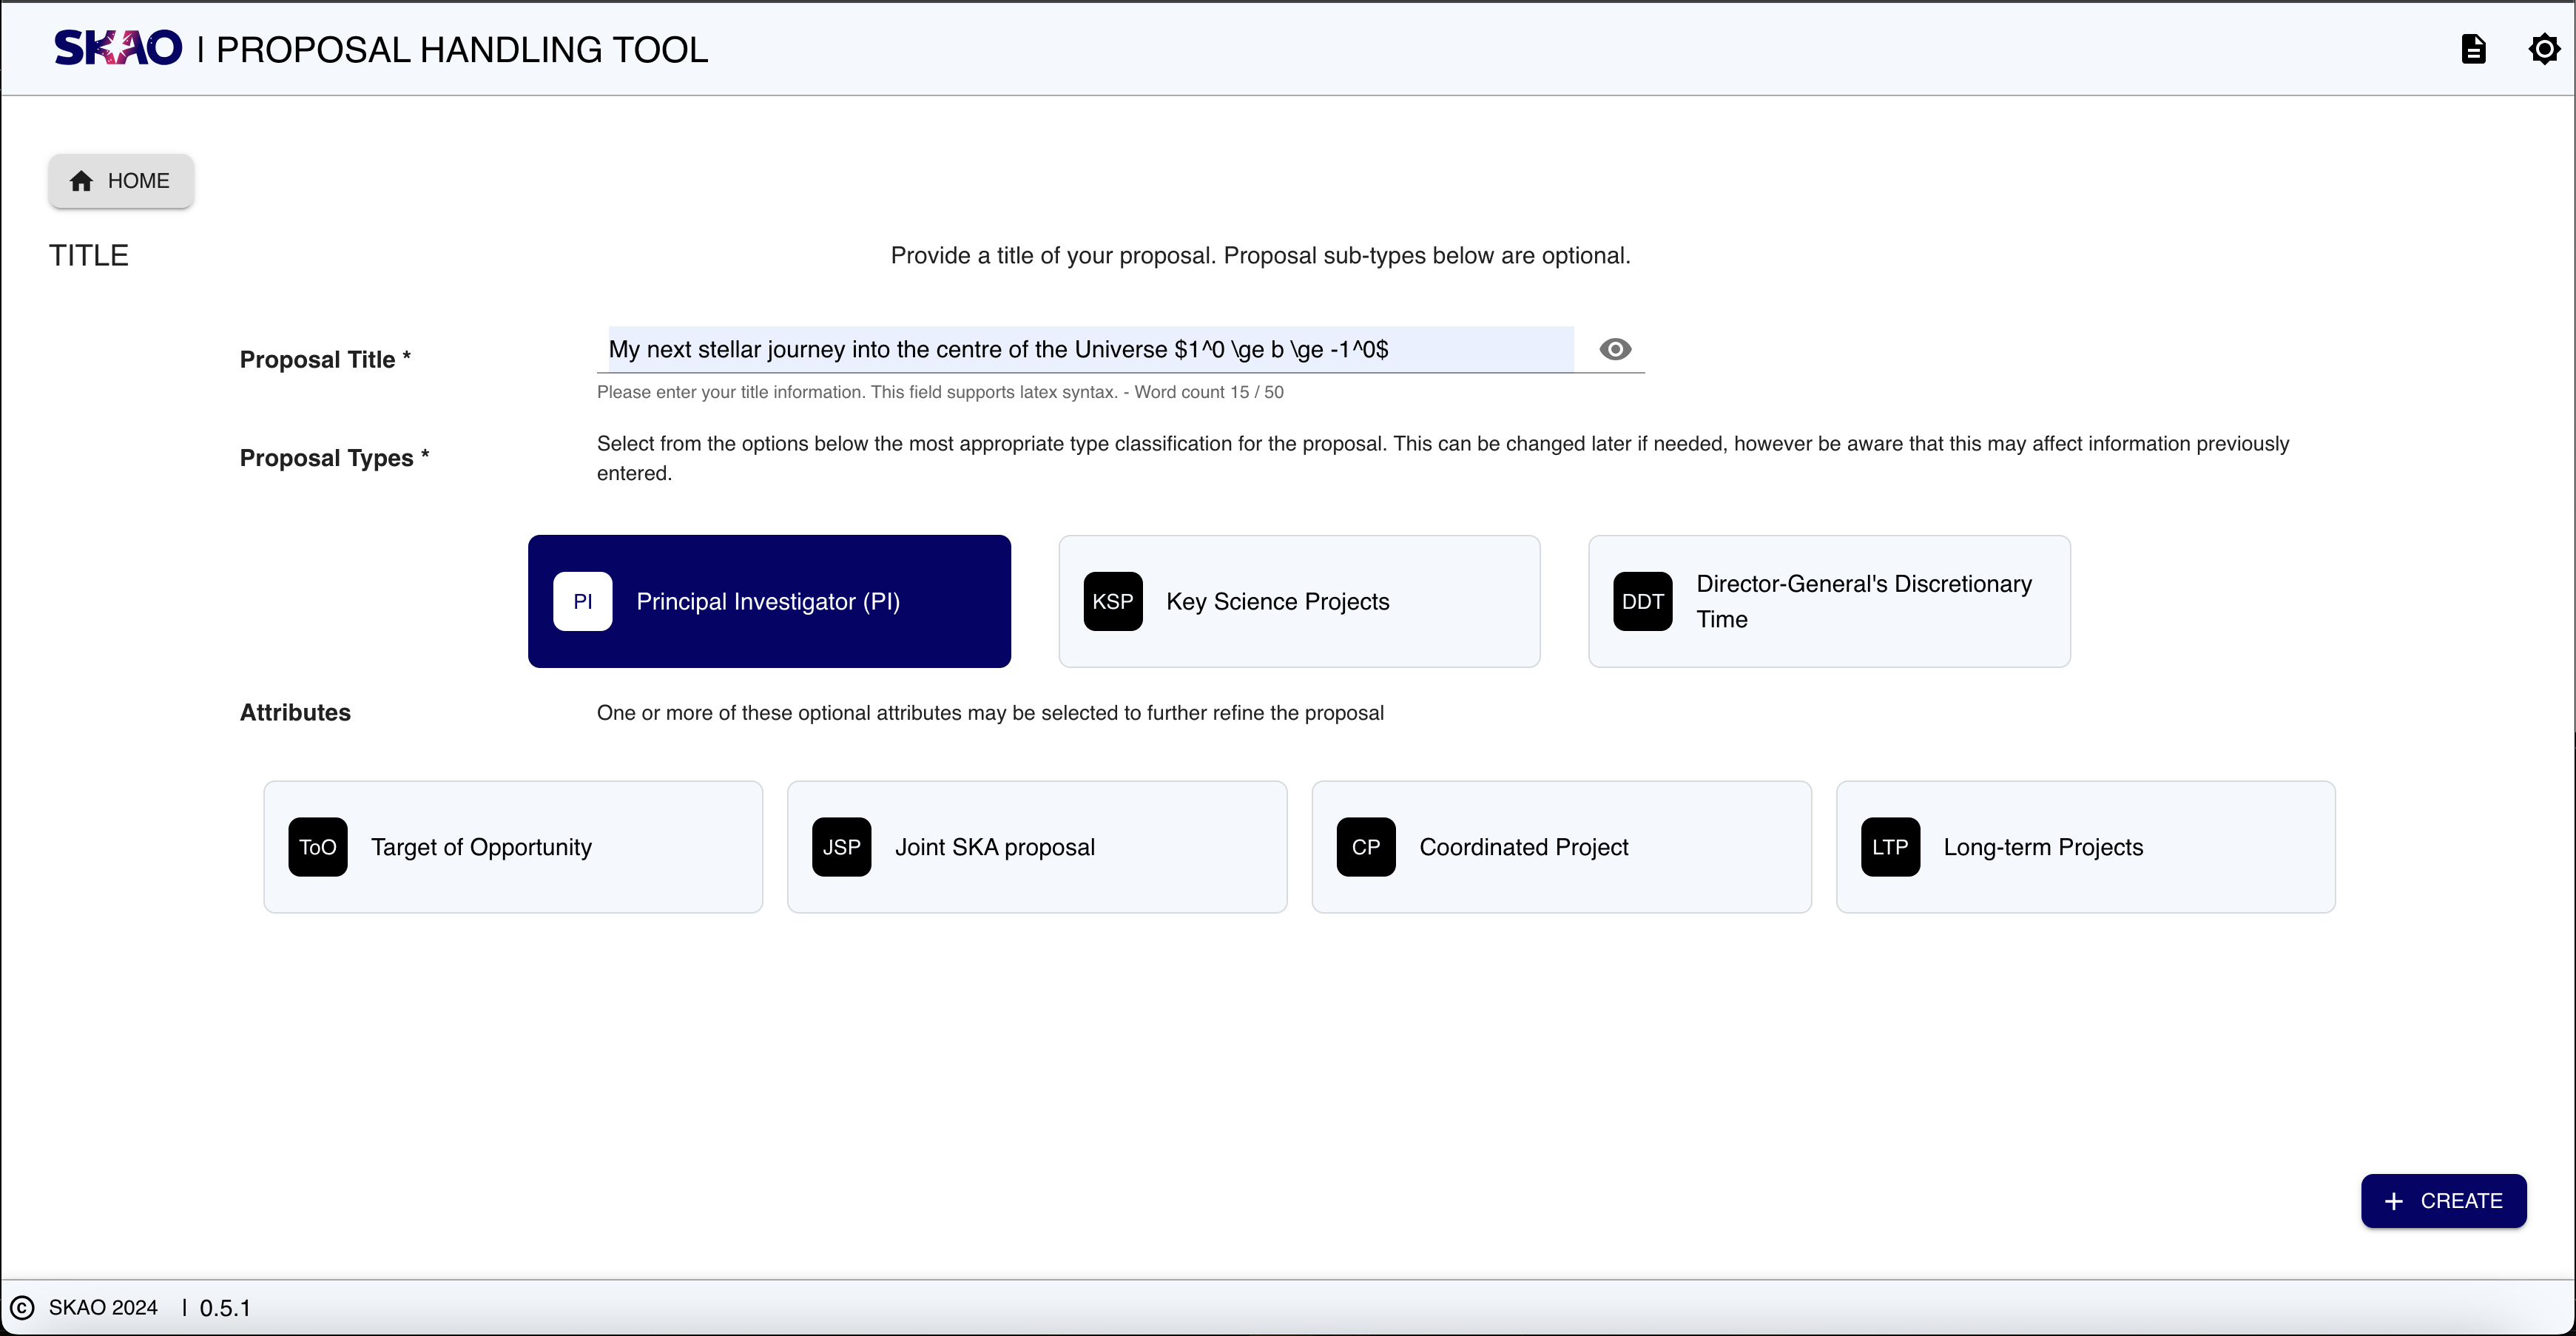 SKAO | PROPOSAL HANDLING TOOL
HOME
TITLE
Provide a title of your proposal. Proposal sub-types below are optional.
Proposal Title *
My next stellar journey into the centre of the Universe $1^0 \ge b \ge -1^0$
Please enter your title information. This field supports latex syntax. - Word count 15 / 50
Proposal Types *
Select from the options below the most appropriate type classification for the proposal. This can be changed later if needed, however be aware that this may affect information previously
entered.
PI Principal Investigator (PI)
KSP Key Science Projects
DDT Director-General's Discretionary
Time
Attributes
One or more of these optional attributes may be selected to further refine the proposal
ToO Target of Opportunity
JSP Joint SKA proposal
CP Coordinated Project
LTP Long-term Projects
+ CREATE
© SKAO 2024 | 0.5.1